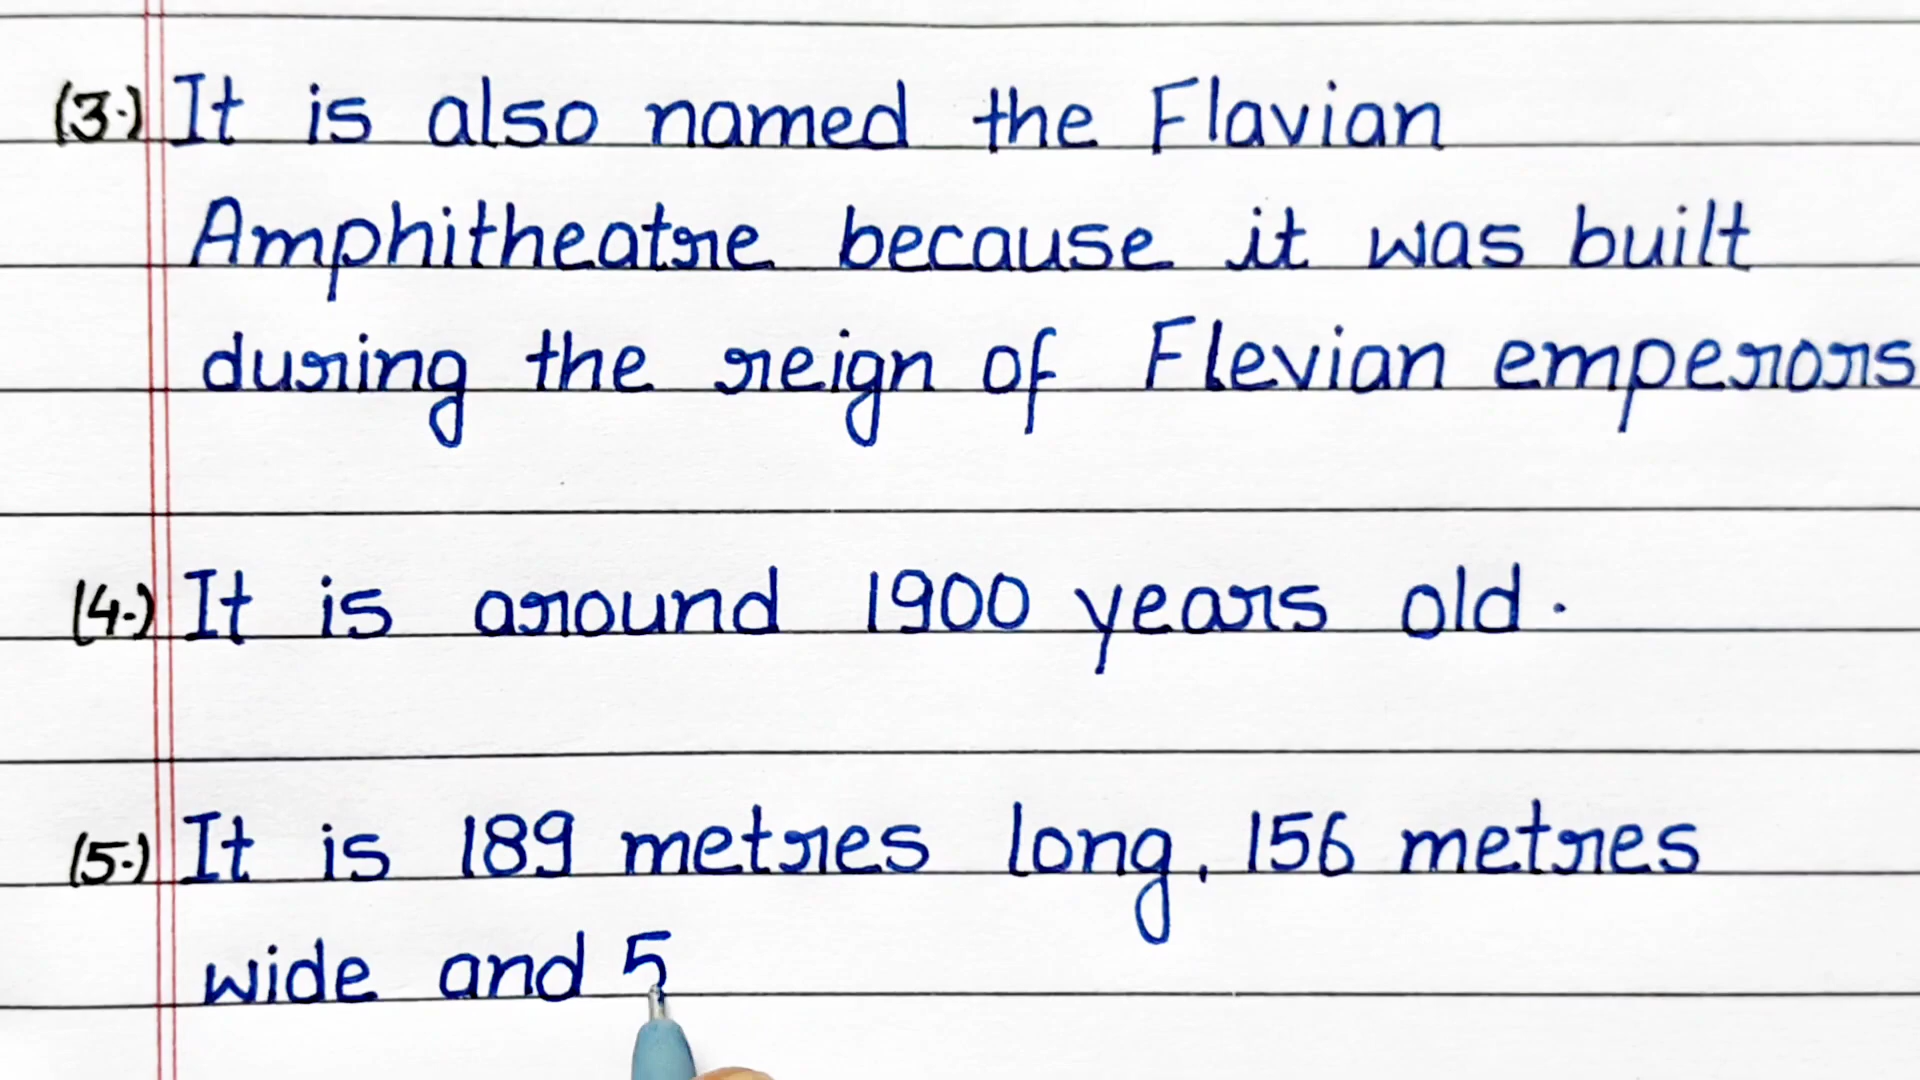 (3.) It is also named the Flavian
Amphitheatre because it was built
during the reign of Flevian emperors
(4.) It is around 1900 years old.
(5.) It is 189 metres long, 156 metres
wide and 5